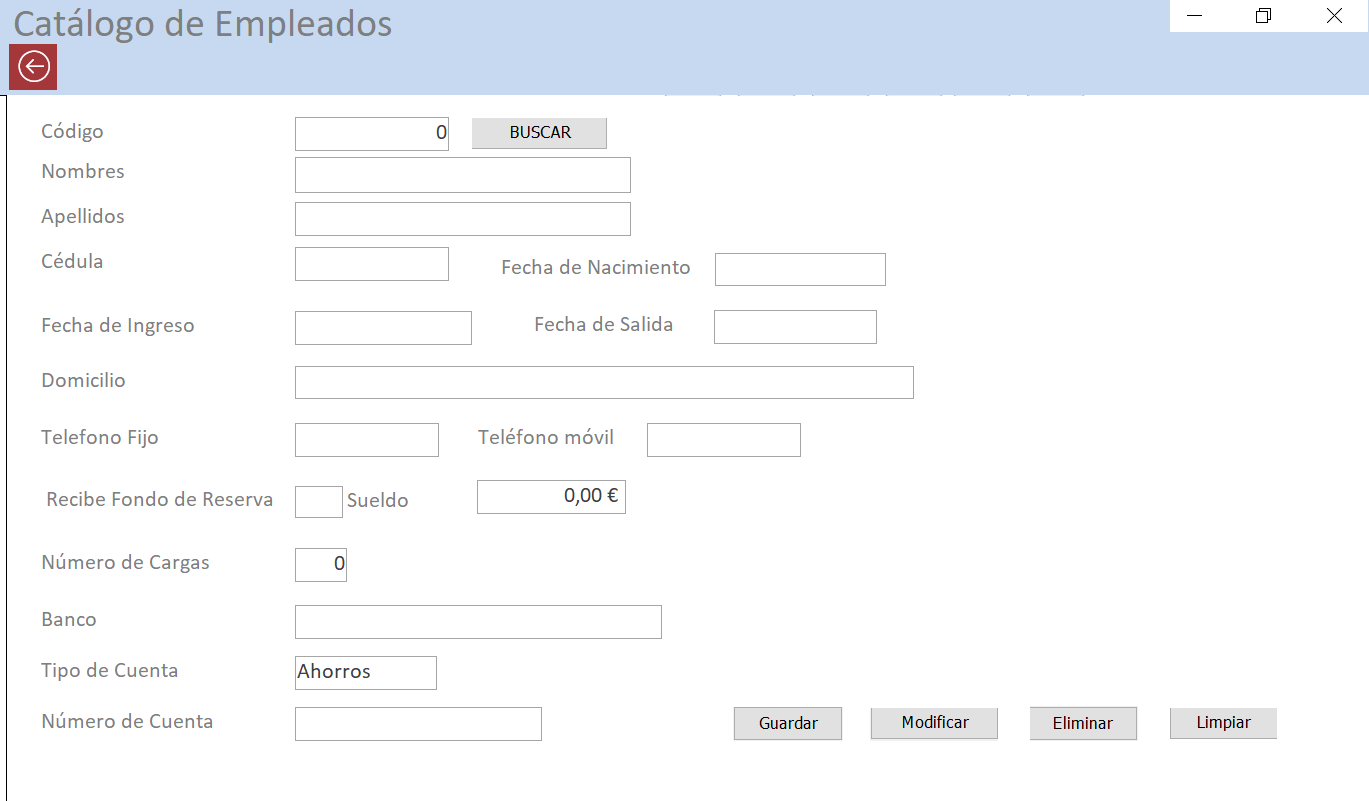 Catálogo de Empleados
Código 0 BUSCAR
Nombres
Apellidos
Cédula Fecha de Nacimiento
Fecha de Ingreso Fecha de Salida
Domicilio
Telefono Fijo Teléfono móvil
Recibe Fondo de Reserva Sueldo 0,00 €
Número de Cargas 0
Banco
Tipo de Cuenta Ahorros
Número de Cuenta Guardar Modificar Eliminar Limpiar